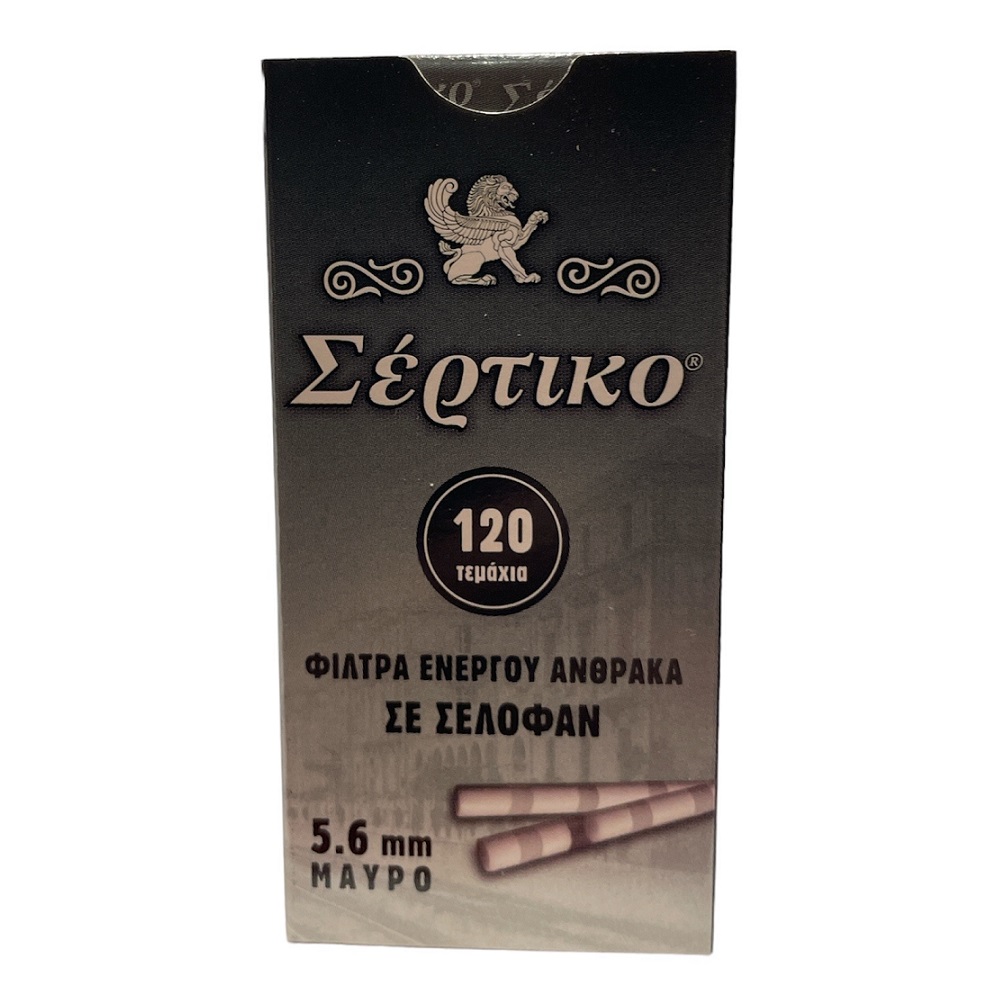 Σέρτικο®
120
τεμάχια
ΦΙΛΤΡΑ ΕΝΕΡΓΟΥ ΑΝΘΡΑΚΑ
ΣΕ ΣΕΛΟΦΑΝ
5.6 mm
ΜΑΥΡΟ